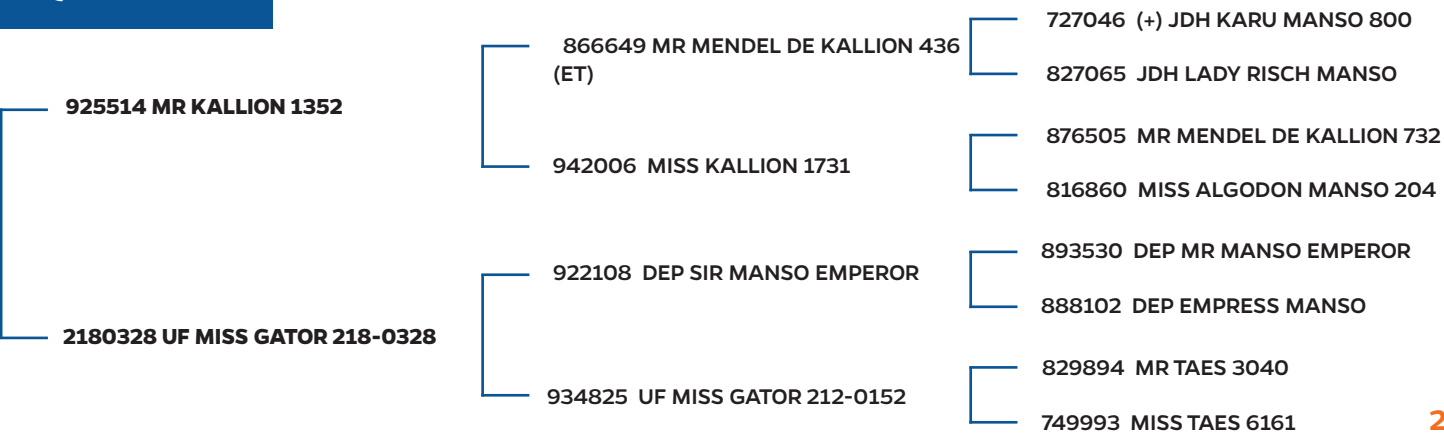 727046 (+) JDH KARU MANSO 800
866649 MR MENDEL DE KALLION 436
(ET)
827065 JDH LADY RISCH MANSO
925514 MR KALLION 1352
876505 MR MENDEL DE KALLION 732
942006 MISS KALLION 1731
816860 MISS ALGODON MANSO 204
893530 DEP MR MANSO EMPEROR
922108 DEP SIR MANSO EMPEROR
888102 DEP EMPRESS MANSO
2180328 UF MISS GATOR 218-0328
829894 MR TAES 3040
934825 UF MISS GATOR 212-0152
749993 MISS TAES 6161
2